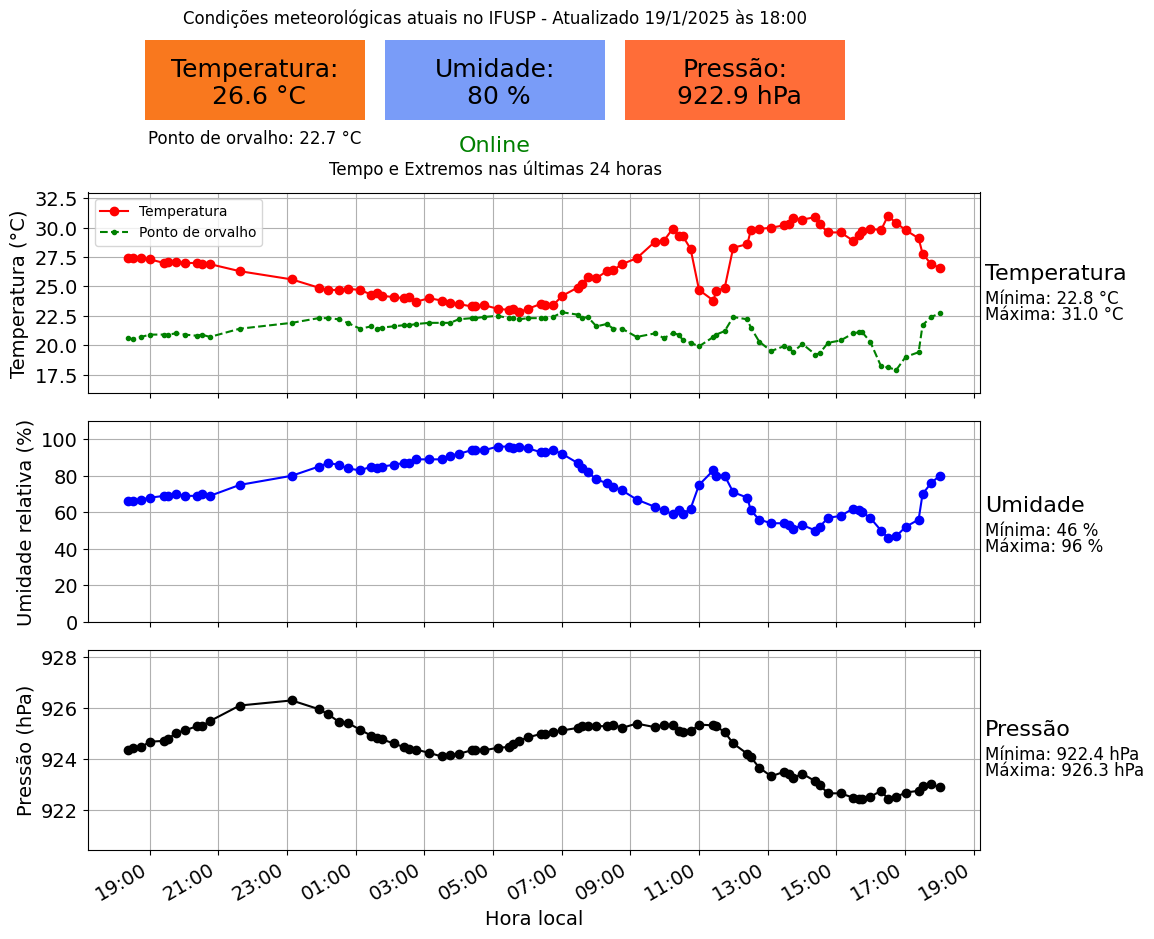 Condições meteorológicas atuais no IFUSP - Atualizado 19/1/2025 às 18:00
Temperatura:
26.6 °C
Umidade:
80 %
Pressão:
922.9 hPa
Ponto de orvalho: 22.7 °C
Online
Tempo e Extremos nas últimas 24 horas
Temperatura (°C)
32.5
30.0
27.5
25.0
22.5
20.0
17.5
Temperatura
Ponto de orvalho
Temperatura
Mínima: 22.8 °C
Máxima: 31.0 °C
Umidade relativa (%)
100
80
60
40
20
0
Umidade
Mínima: 46 %
Máxima: 96 %
Pressão (hPa)
928
926
924
922
Pressão
Mínima: 922.4 hPa
Máxima: 926.3 hPa
19:00
21:00
23:00
01:00
03:00
05:00
07:00
09:00
11:00
13:00
15:00
17:00
19:00
Hora local